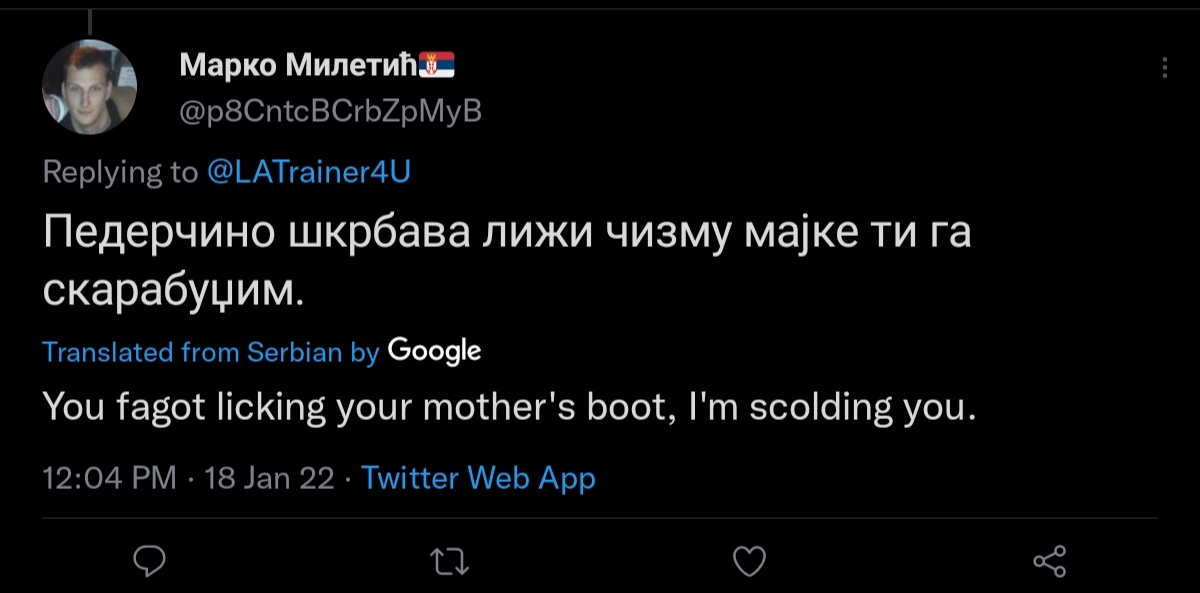 Марко Милетић🇷🇸
@p8CntcBCrbZpMyB
Replying to @LATrainer4U
Педерчино шкрбава лижи чизму мајке ти га
скарабуџим.
Translated from Serbian by Google
You fagot licking your mother's boot, I'm scolding you.
12:04 PM · 18 Jan 22 · Twitter Web App